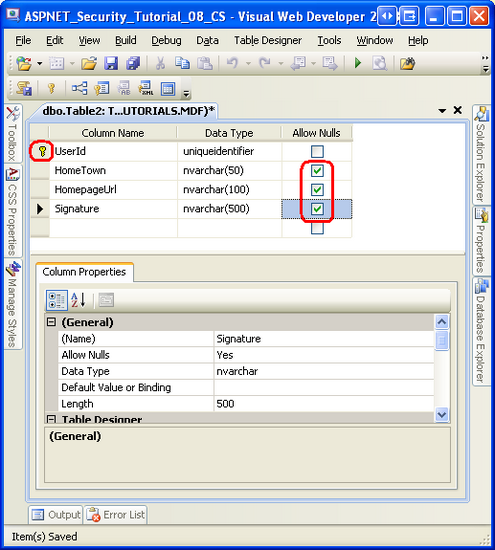 ASPNET_Security_Tutorial_08_CS - Visual Web Developer 2
File Edit View Build Debug Data Table Designer Tools Window Help
dbo.Table2: T...UTORIALS.MDF)*
Column Name Data Type Allow Nulls
UserId uniqueidentifier
HomeTown nvarchar(50)
HomepageUrl nvarchar(100)
Signature nvarchar(500)
Toolbox
CSS Properties
Manage Styles
Solution Explorer
Properties
Database Explorer
Column Properties
(General)
(Name) Signature
Allow Nulls Yes
Data Type nvarchar
Default Value or Binding
Length 500
Table Designer
(General)
Output Error List
Item(s) Saved